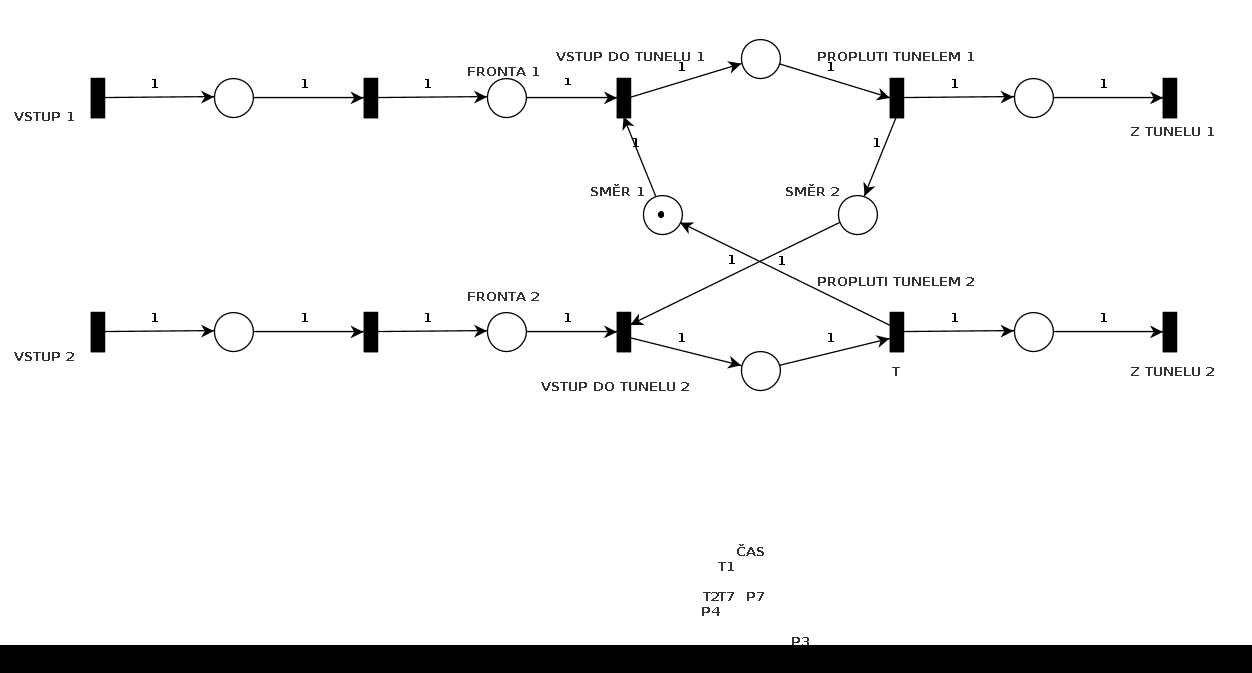 VSTUP DO TUNELU 1
PROPLUTI TUNELEM 1
1
1
FRONTA 1
1
1
1
1
1
1
VSTUP 1
Z TUNELU 1
1
1
SMĚR 1
SMĚR 2
1
1
PROPLUTI TUNELEM 2
FRONTA 2
1
1
1
1
1
1
1
1
VSTUP 2
T
Z TUNELU 2
VSTUP DO TUNELU 2
ČAS
T1
T2T7 P7
P4
P3